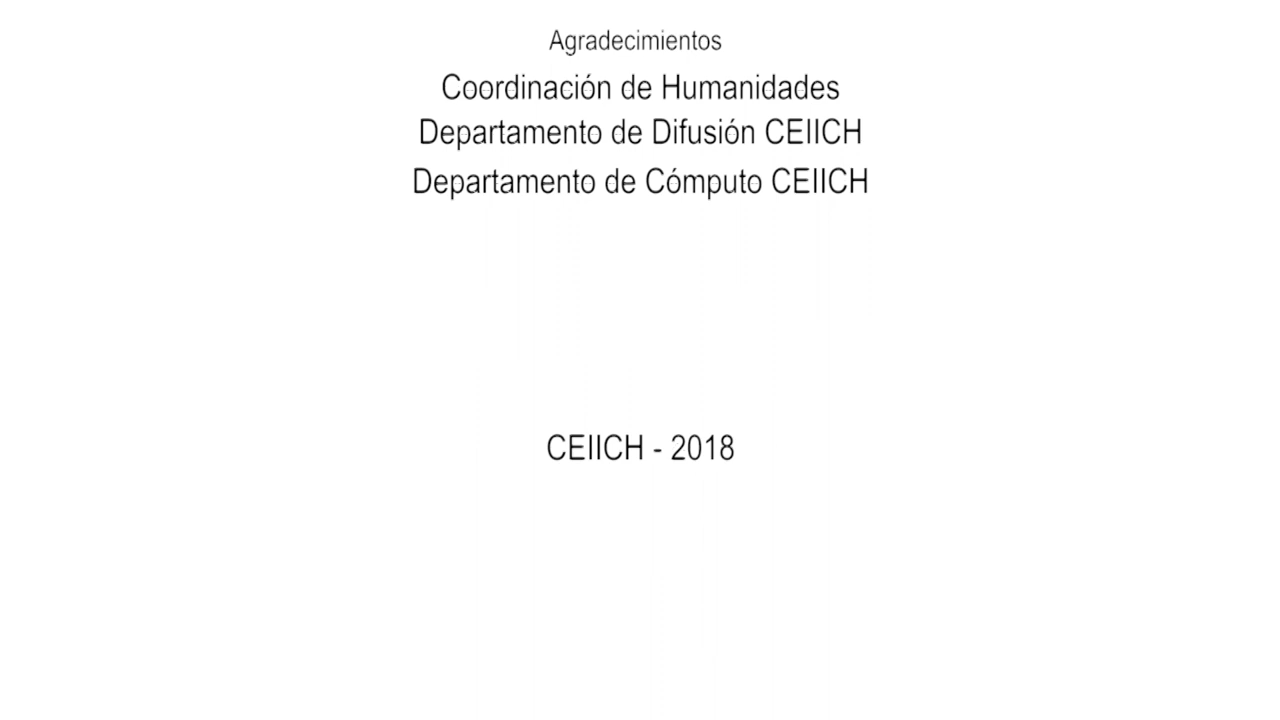 Agradecimientos
Coordinación de Humanidades
Departamento de Difusión CEIICH
Departamento de Cómputo CEIICH
CEIICH - 2018